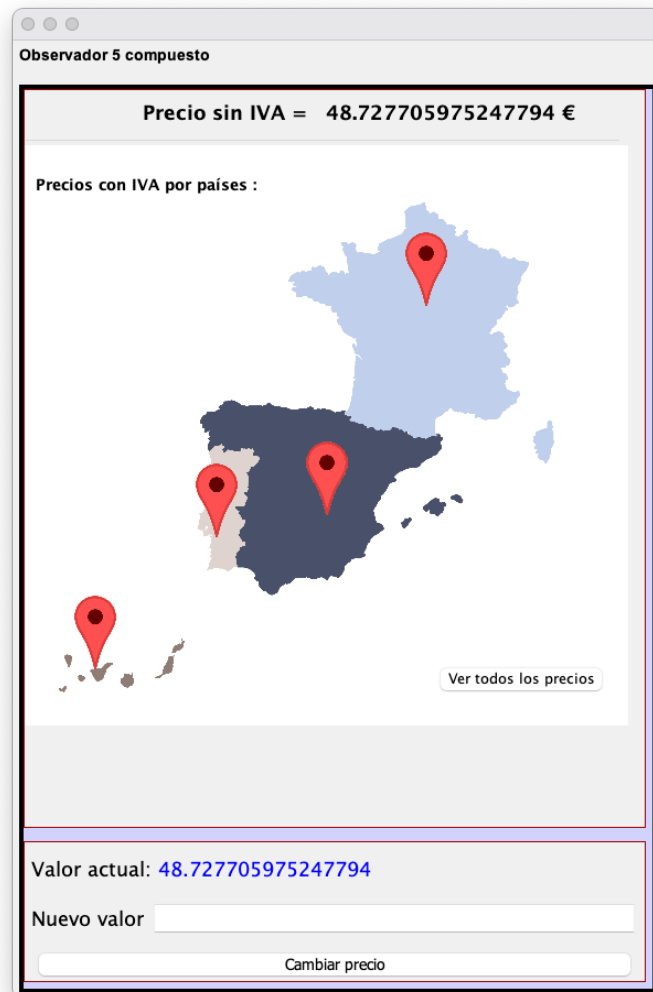 Observador 5 compuesto
Precio sin IVA = 48.727705975247794 €
Precios con IVA por países :
Ver todos los precios
Valor actual: 48.727705975247794
Nuevo valor
Cambiar precio